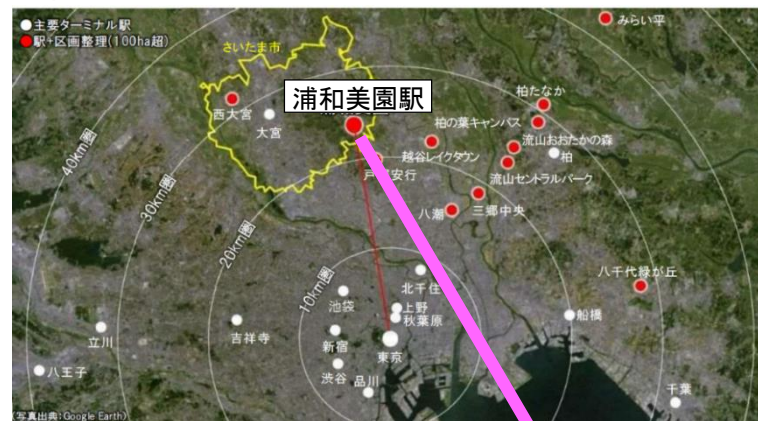 主要ターミナル駅
駅+区画整理(100ha超)
みらい平
さいたま市
浦和美園駅
西大宮
大宮
柏たなか
柏の葉キャンパス
流山おおたかの森
柏
越谷レイクタウン
流山セントラルパーク
三郷中央
八潮
40km圏
30km圏
20km圏
10km圏
八千代緑が丘
北千住
池袋
上野
秋葉原
船橋
立川
吉祥寺
新宿
東京
八王子
渋谷
品川
千葉
(写真出典:Google Earth)